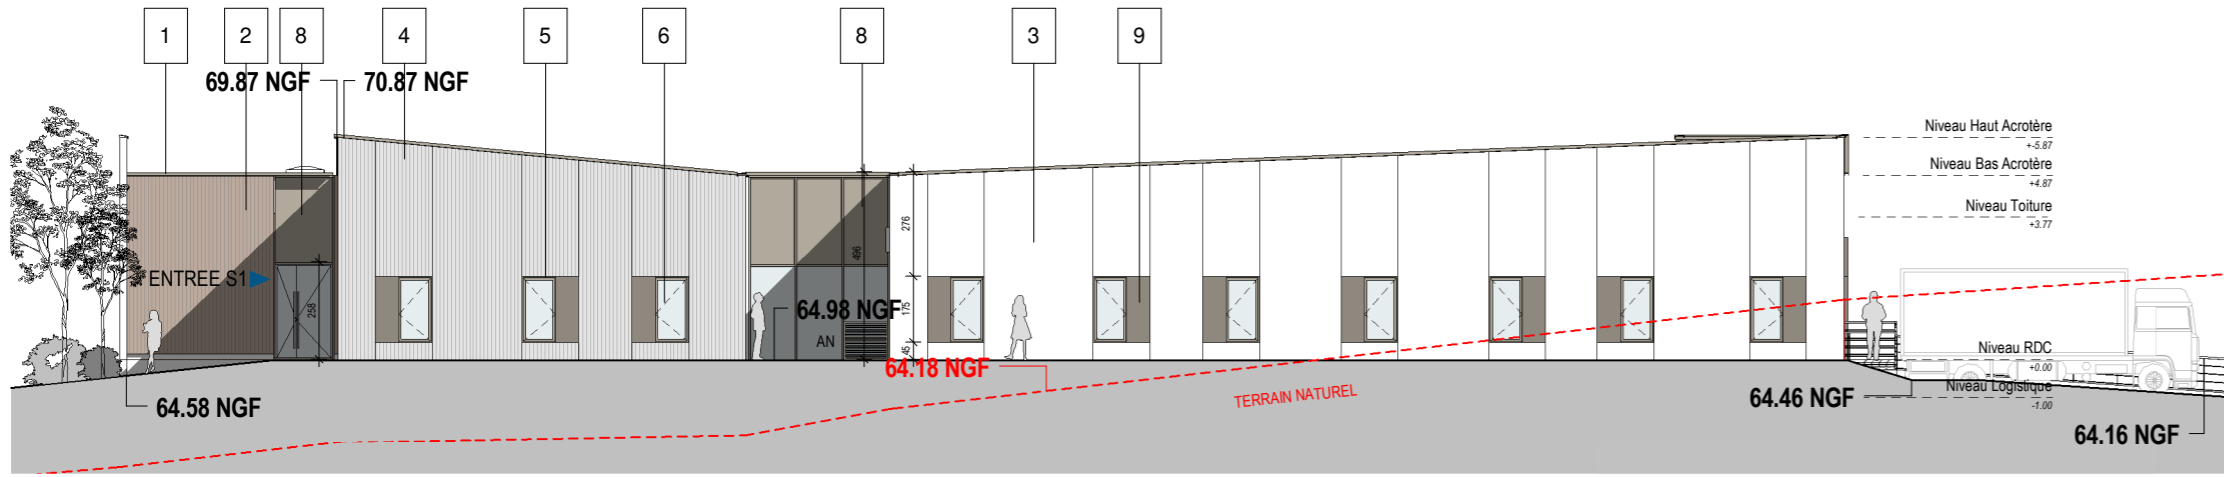 1
2
8
4
5
6
8
3
9
69.87 NGF
70.87 NGF
Niveau Haut Acrotère
+-5.87
Niveau Bas Acrotère
+4.87
Niveau Toiture
+3.77
276
496
ENTREE S1
258
175
64.98 NGF
AN
45
64.18 NGF
TERRAIN NATUREL
Niveau RDC
+0.00
Niveau Logistique
-1.00
64.58 NGF
64.46 NGF
64.16 NGF